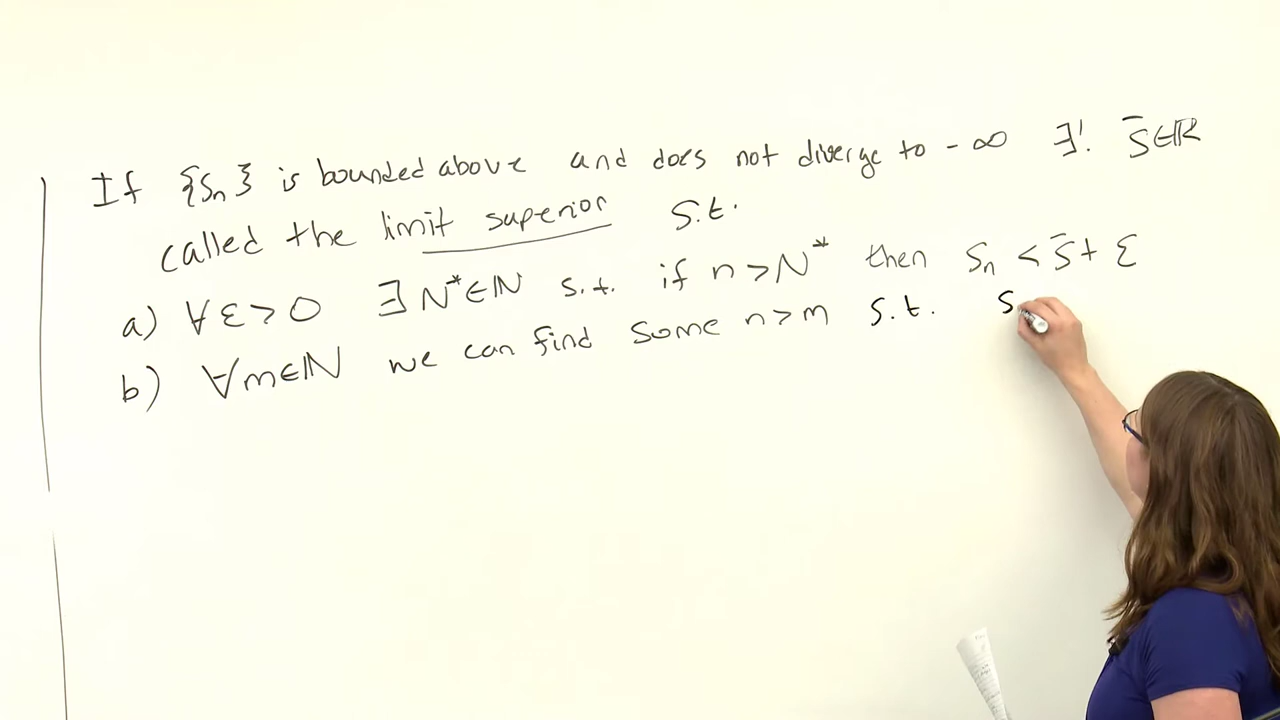 If {Sₙ} is bounded above and does not diverge to -∞ ∃! S̄∈ℝ
called the limit superior s.t.
a) ∀ε>0 ∃N*∈ℕ s.t. if n>N* then Sₙ < S̄+ε
b) ∀m∈ℕ we can find some n>m s.t. S